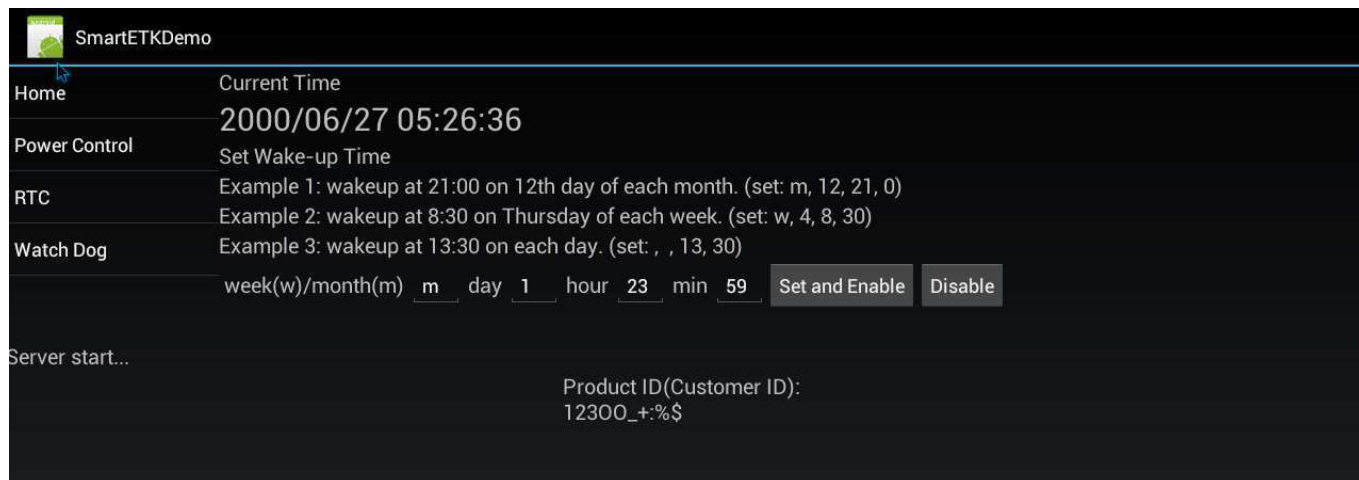 SmartETKDemo
Home
Power Control
RTC
Watch Dog
Current Time
2000/06/27 05:26:36
Set Wake-up Time
Example 1: wakeup at 21:00 on 12th day of each month. (set: m, 12, 21, 0)
Example 2: wakeup at 8:30 on Thursday of each week. (set: w, 4, 8, 30)
Example 3: wakeup at 13:30 on each day. (set: , , 13, 30)
week(w)/month(m) m day 1 hour 23 min 59 Set and Enable Disable
Server start...
Product ID(Customer ID):
123OO_+:%$